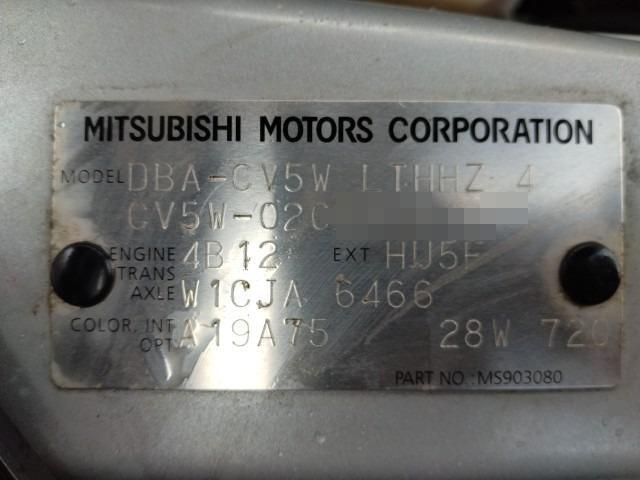 MITSUBISHI MOTORS CORPORATION
MODEL DBA-CV5W LTHHZ 4
CV5W-020
ENGINE 4B12 EXT HU5F
TRANS
AXLE W1CJA 6466
COLOR. INT A19A75 28W 720
OPT
PART NO.:MS903080